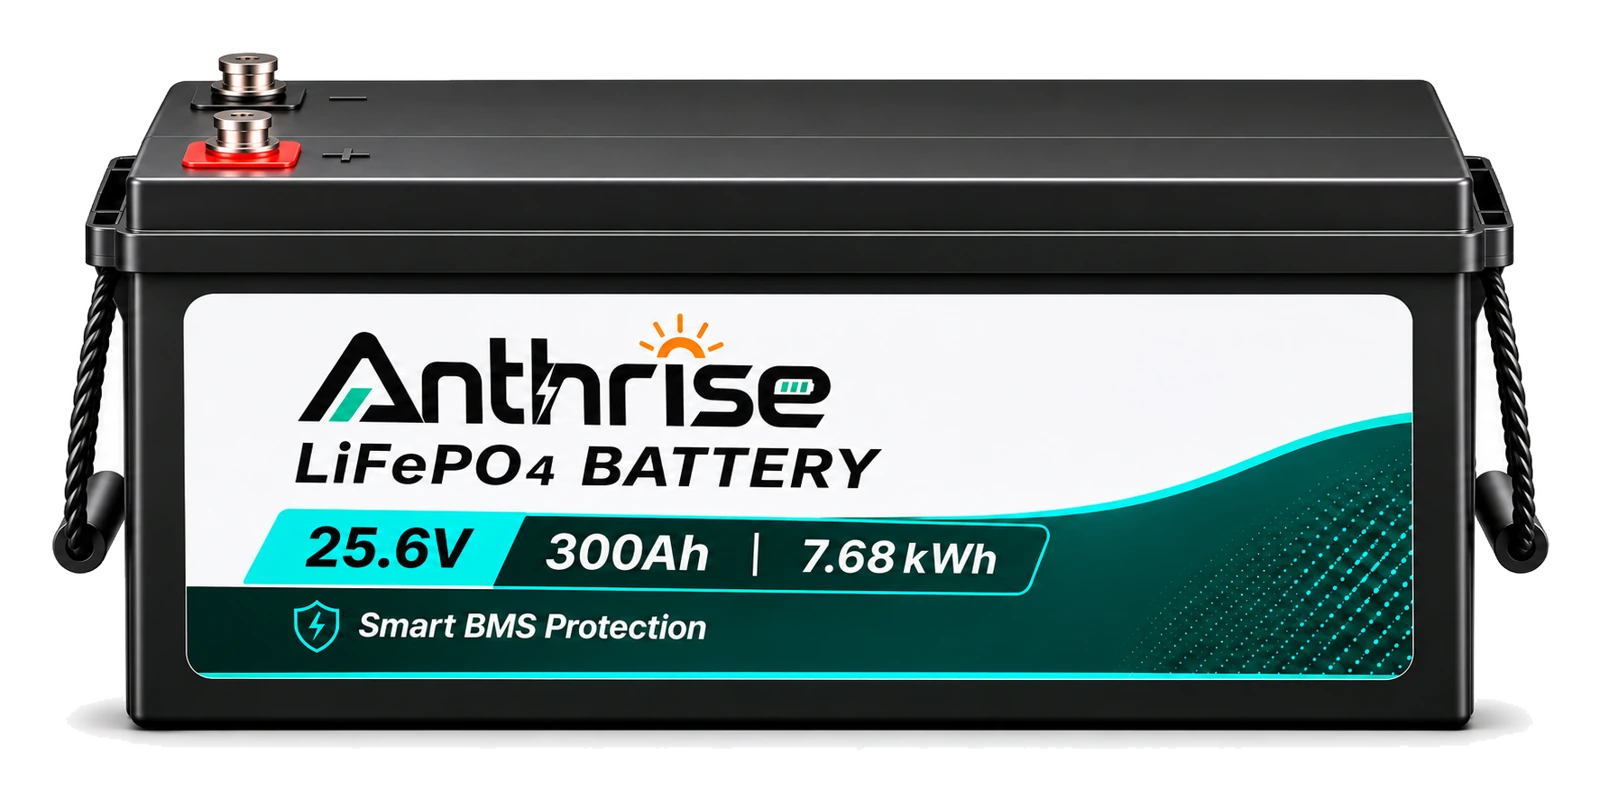 −
+
Anthrise
LiFePO4 BATTERY
25.6V 300Ah | 7.68 kWh
Smart BMS Protection